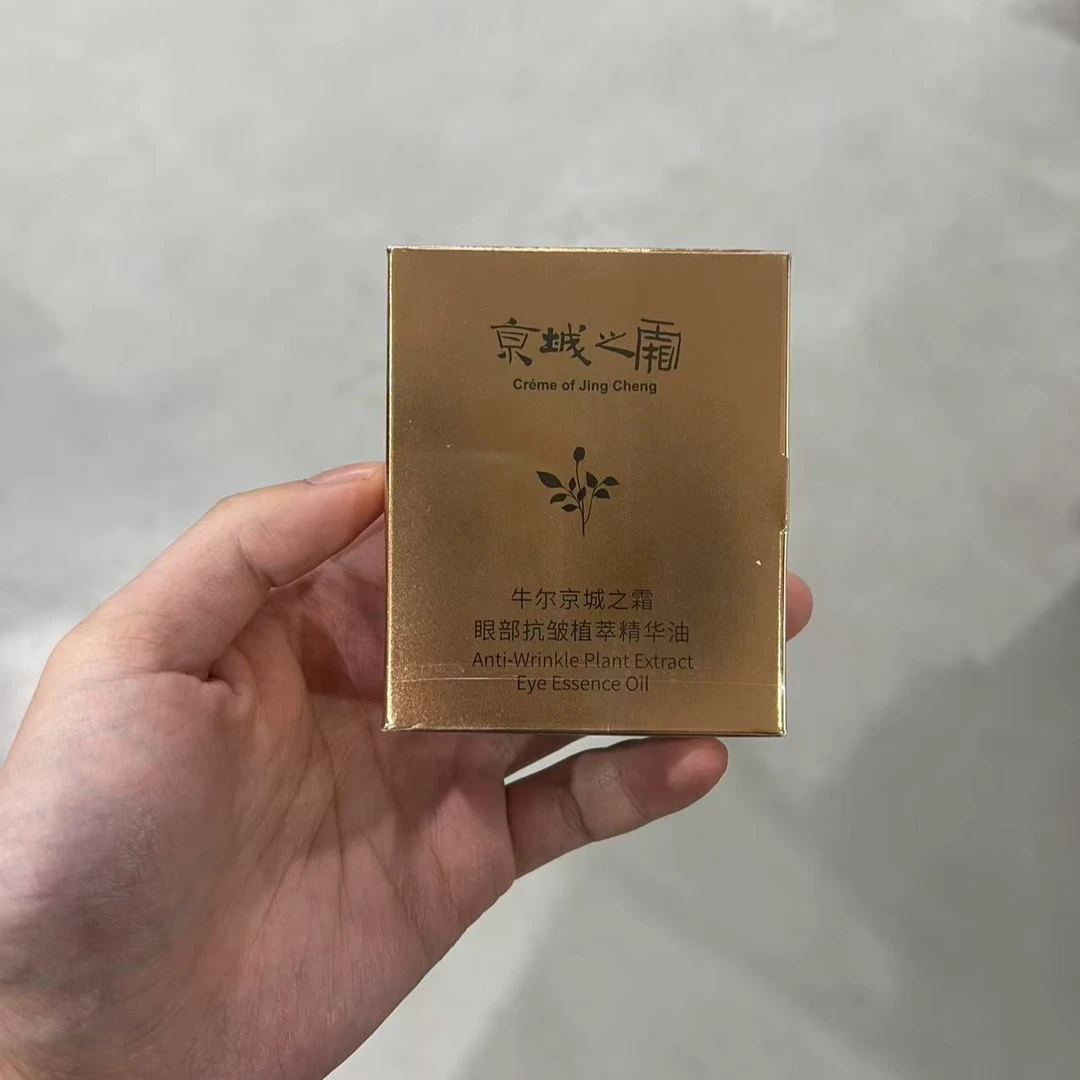 京城之霜
Créme of Jing Cheng
牛尔京城之霜
眼部抗皱植萃精华油
Anti-Wrinkle Plant Extract
Eye Essence Oil